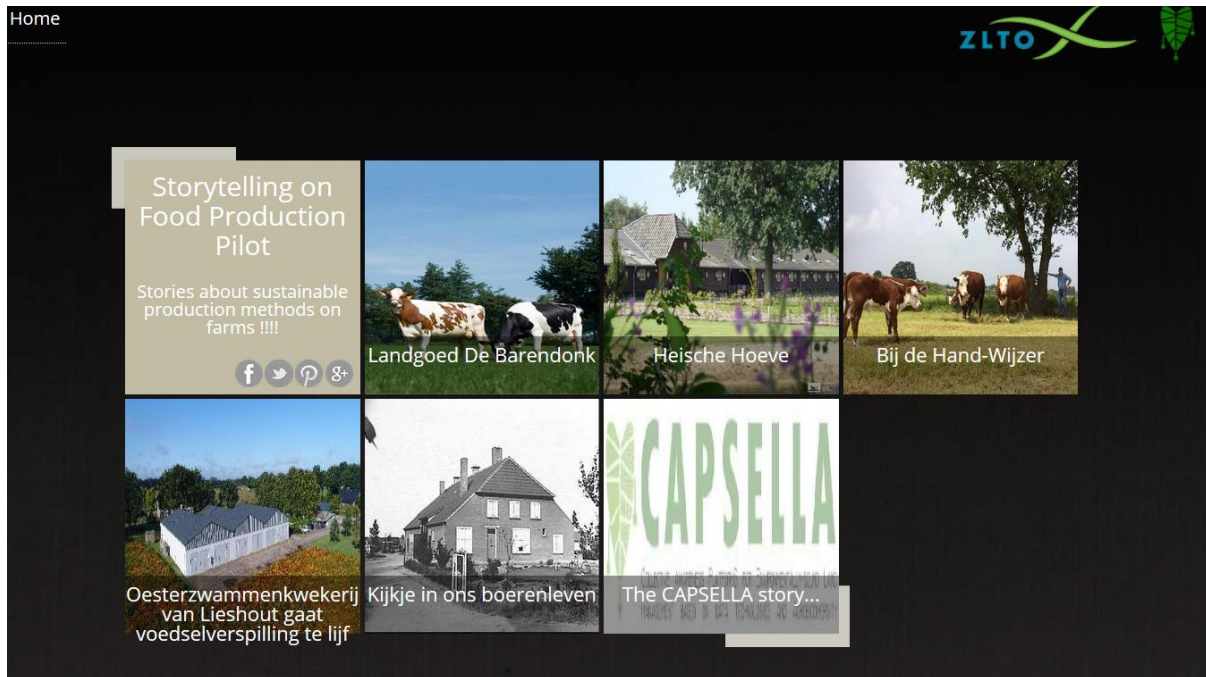 Home
ZLTO
Storytelling on
Food Production
Pilot
Stories about sustainable
production methods on
farms !!!!
Landgoed De Barendonk
Heische Hoeve
Bij de Hand-Wijzer
Oesterzwammenkwekerij
van Lieshout gaat
voedselverspilling te lijf
Kijkje in ons boerenleven
CAPSELLA
The CAPSELLA story...